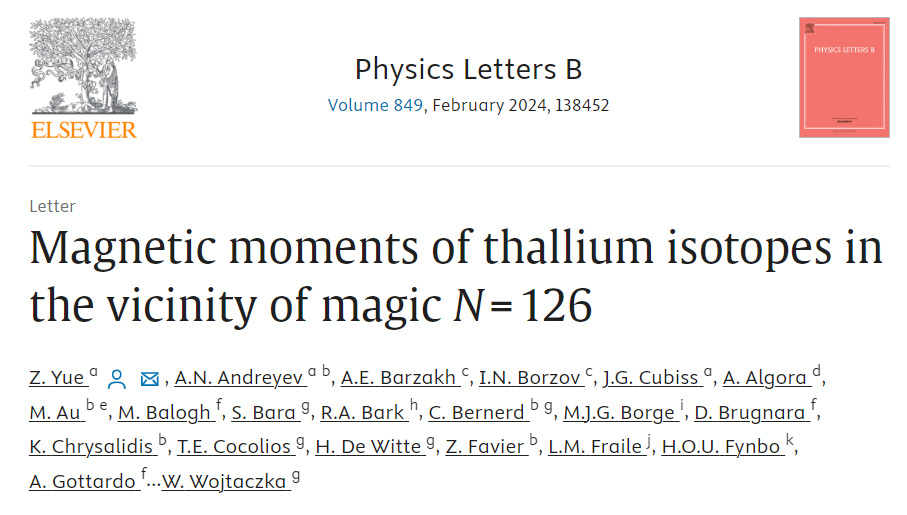 ELSEVIER
Physics Letters B
Volume 849, February 2024, 138452
PHYSICS LETTERS B
Letter
Magnetic moments of thallium isotopes in
the vicinity of magic N = 126
Z. Yue a, A.N. Andreyev a b, A.E. Barzakh c, I.N. Borzov c, J.G. Cubiss a, A. Algora d,
M. Au b e, M. Balogh f, S. Bara g, R.A. Bark h, C. Bernerd b g, M.J.G. Borge i, D. Brugnara f,
K. Chrysalidis b, T.E. Cocolios g, H. De Witte g, Z. Favier b, L.M. Fraile j, H.O.U. Fynbo k,
A. Gottardo f...W. Wojtaczka g